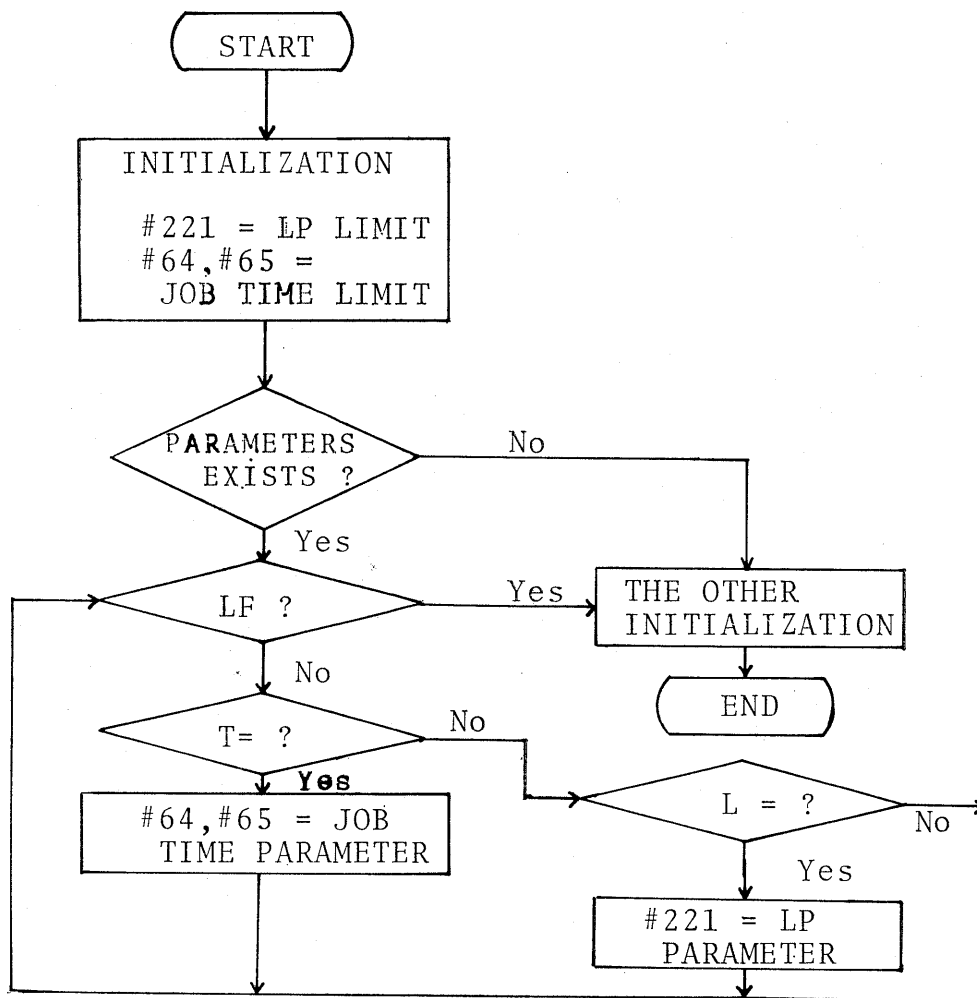 START
INITIALIZATION
#221 = LP LIMIT
#64,#65 =
JOB TIME LIMIT
PARAMETERS
EXISTS ?
No
Yes
LF ?
Yes
THE OTHER
INITIALIZATION
No
END
T= ?
No
Yes
L = ?
No
#64,#65 = JOB
TIME PARAMETER
Yes
#221 = LP
PARAMETER